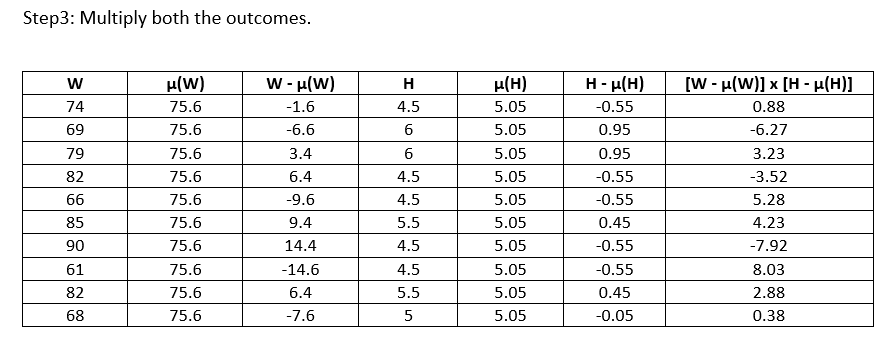 Step3: Multiply both the outcomes.
W μ(W) W - μ(W) H μ(H) H - μ(H) [W - μ(W)] x [H - μ(H)]
74 75.6 -1.6 4.5 5.05 -0.55 0.88
69 75.6 -6.6 6 5.05 0.95 -6.27
79 75.6 3.4 6 5.05 0.95 3.23
82 75.6 6.4 4.5 5.05 -0.55 -3.52
66 75.6 -9.6 4.5 5.05 -0.55 5.28
85 75.6 9.4 5.5 5.05 0.45 4.23
90 75.6 14.4 4.5 5.05 -0.55 -7.92
61 75.6 -14.6 4.5 5.05 -0.55 8.03
82 75.6 6.4 5.5 5.05 0.45 2.88
68 75.6 -7.6 5 5.05 -0.05 0.38